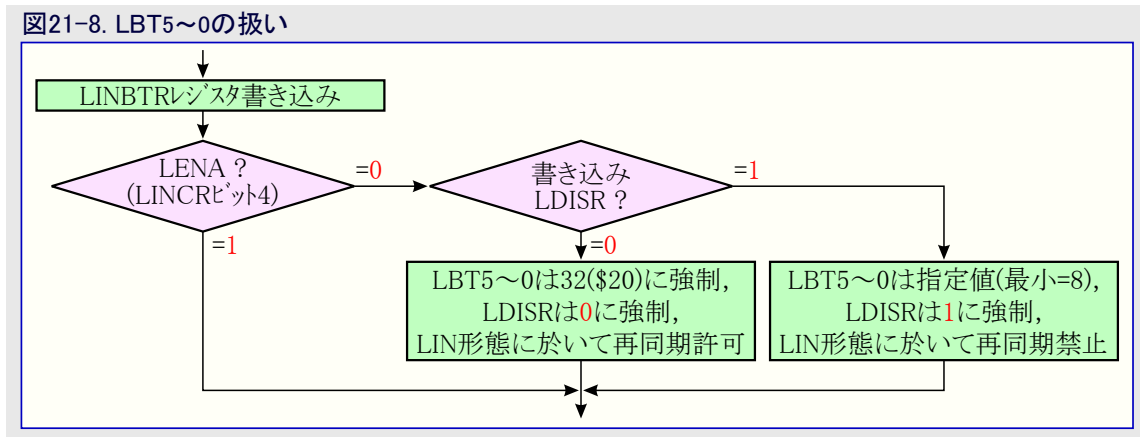 図21-8. LBT5～0の扱い
LINBTRﾚｼﾞｽﾀ書き込み
LENA ?
(LINCRﾋﾞｯﾄ4)
=0
=1
書き込み
LDISR ?
=1
=0
LBT5～0は32($20)に強制,
LDISRは0に強制,
LIN形態に於いて再同期許可
LBT5～0は指定値(最小=8),
LDISRは1に強制,
LIN形態に於いて再同期禁止